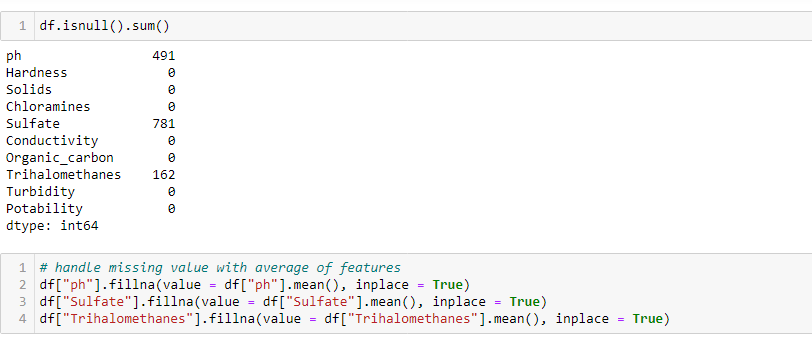 1 df.isnull().sum()
ph 491
Hardness 0
Solids 0
Chloramines 0
Sulfate 781
Conductivity 0
Organic_carbon 0
Trihalomethanes 162
Turbidity 0
Potability 0
dtype: int64
1 # handle missing value with average of features
2 df["ph"].fillna(value = df["ph"].mean(), inplace = True)
3 df["Sulfate"].fillna(value = df["Sulfate"].mean(), inplace = True)
4 df["Trihalomethanes"].fillna(value = df["Trihalomethanes"].mean(), inplace = True)